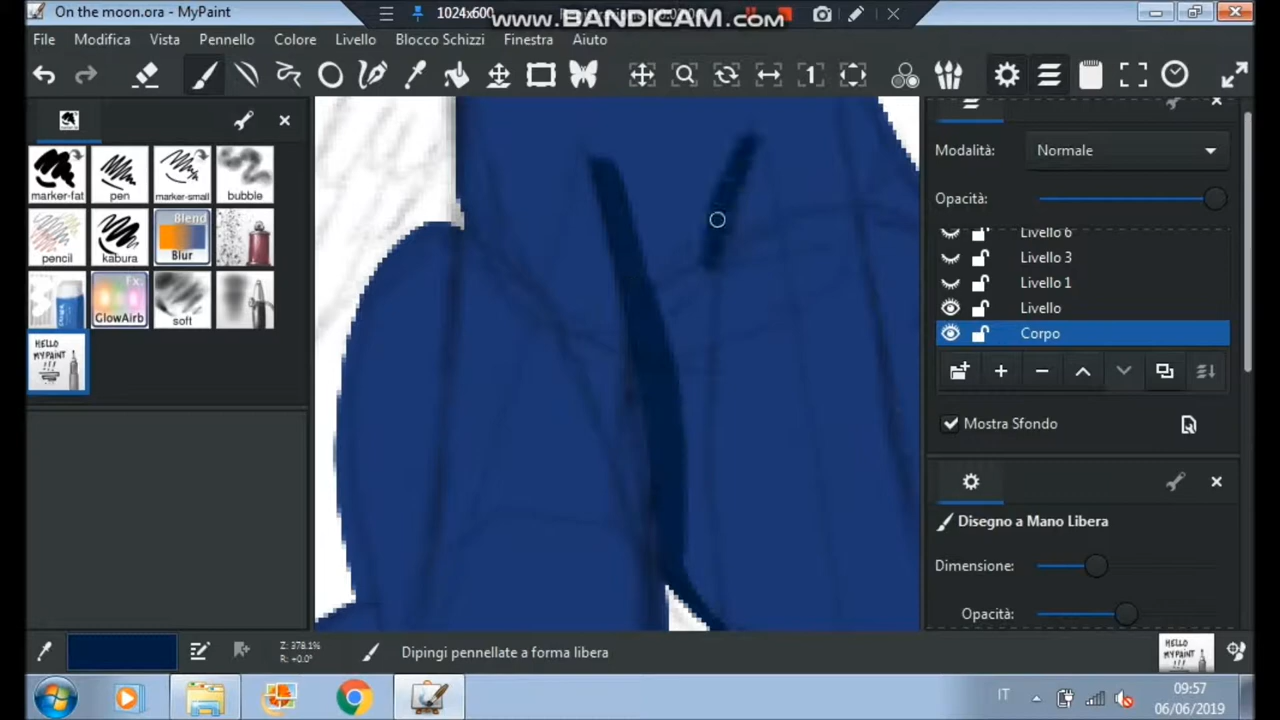 On the moon.ora - MyPaint
1024x600
www.BANDICAM.com
File Modifica Vista Pennello Colore Livello Blocco Schizzi Finestra Aiuto
marker-fat pen marker-small bubble
pencil kabura Blend Blur
Fx. GlowAirb soft
HELLO
MYPAINT
!!!
Modalità: Normale
Opacità:
Livello 6
Livello 3
Livello 1
Livello
Corpo
Mostra Sfondo
Disegno a Mano Libera
Dimensione:
Opacità:
Z: 378.1%
R: +0.0°
Dipingi pennellate a forma libera
HELLO
MYPAINT
!!!
IT
09:57
06/06/2019